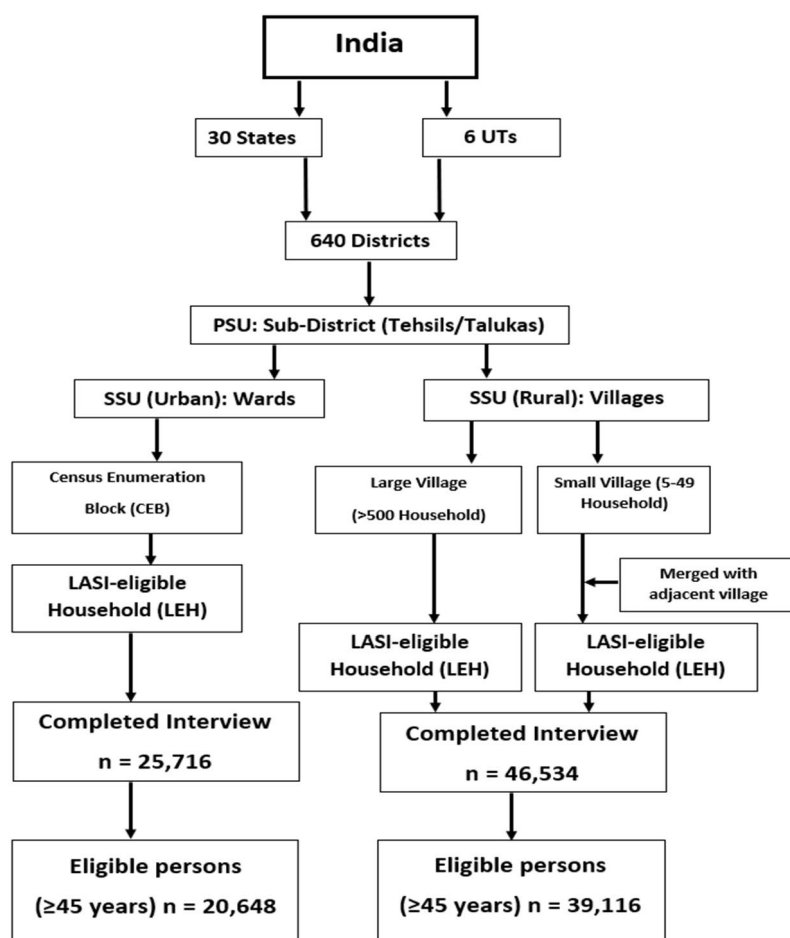 India
30 States
6 UTs
640 Districts
PSU: Sub-District (Tehsils/Talukas)
SSU (Urban): Wards
SSU (Rural): Villages
Census Enumeration
Block (CEB)
Large Village
(>500 Household)
Small Village (5-49
Household)
LASI-eligible
Household (LEH)
Merged with
adjacent village
LASI-eligible
Household (LEH)
LASI-eligible
Household (LEH)
Completed Interview
n = 25,716
Completed Interview
n = 46,534
Eligible persons
(≥45 years) n = 20,648
Eligible persons
(≥45 years) n = 39,116